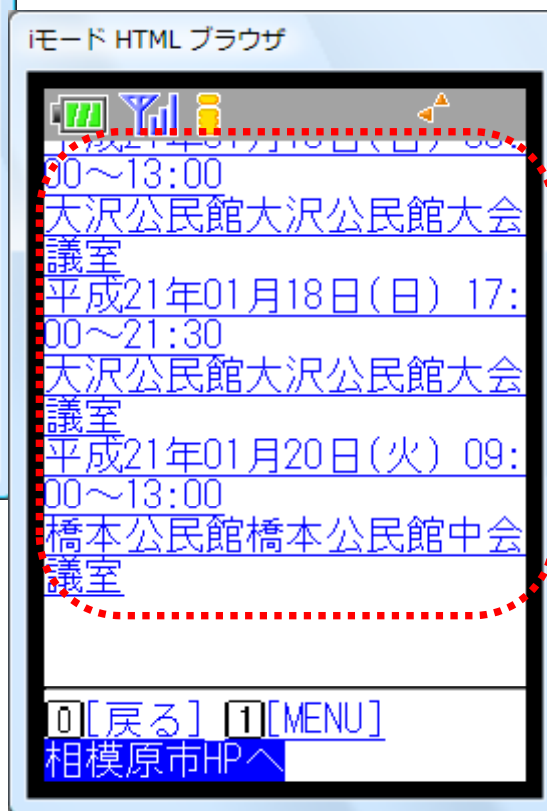 iモード HTML ブラウザ
00～13:00
大沢公民館大沢公民館大会
議室
平成21年01月18日(日) 17:
00～21:30
大沢公民館大沢公民館大会
議室
平成21年01月20日(火) 09:
00～13:00
橋本公民館橋本公民館中会
議室
0[戻る] 1[MENU]
相模原市HPへ